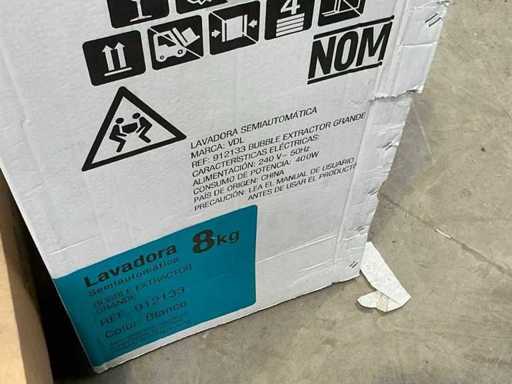 4
NOM
LAVADORA SEMIAUTOMÁTICA
MARCA: VDL
REF: 912133 BUBBLE EXTRACTOR GRANDE
CARACTERÍSTICAS ELÉCTRICAS:
ALIMENTACIÓN: 240 V~ 50Hz
CONSUMO DE POTENCIA: 400W
PAÍS DE ORIGEN: CHINA
PRECAUCIÓN: LEA EL MANUAL DE USUARIO
ANTES DE USAR EL PRODUCTO
Lavadora 8kg
Semiautomática
BUBBLE EXTRACTOR
GRANDE
REF. 912133
Color: Blanco